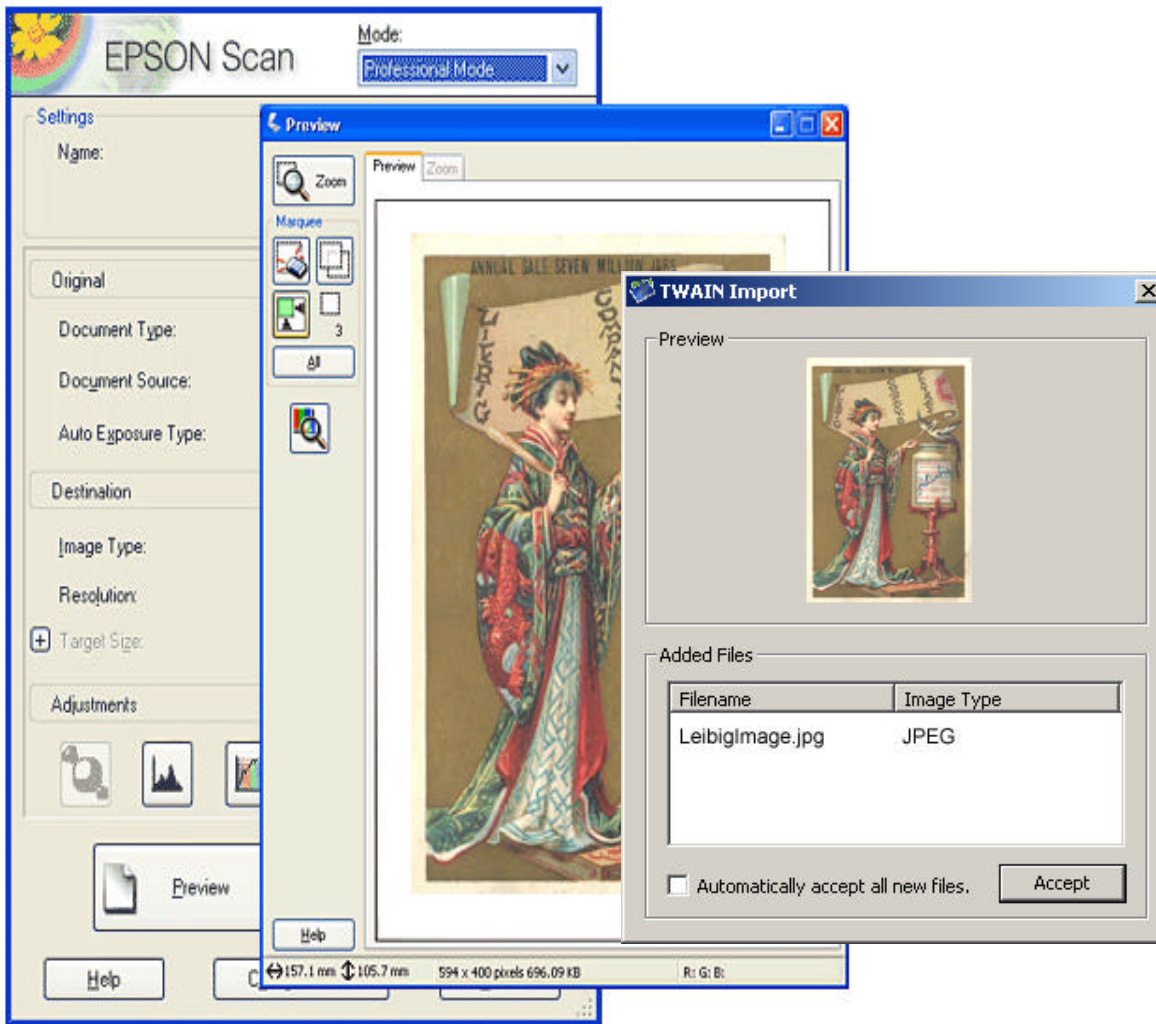 EPSON Scan
Mode:
Professional Mode
Settings
Name:
Original
Document Type:
Document Source:
Auto Exposure Type:
Destination
Image Type:
Resolution:
Target Size:
Adjustments
Preview
Help
Preview
Zoom
Preview
Zoom
Marquee
3
All
Help
157.1 mm 105.7 mm 594 x 400 pixels 696.09 KB R: G: B:
ANNUAL SALE SEVEN MILLION JARS
LIEBIG
COMPAN
TWAIN Import
Preview
Added Files
Filename Image Type
LeibigImage.jpg JPEG
Automatically accept all new files.
Accept